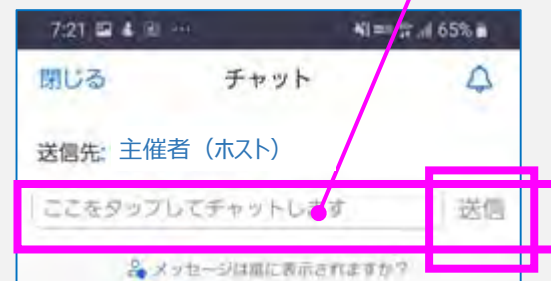 7:21 65%
閉じる チャット
送信先: 主催者（ホスト）
ここをタップしてチャットします 送信
メッセージは誰に表示されますか？